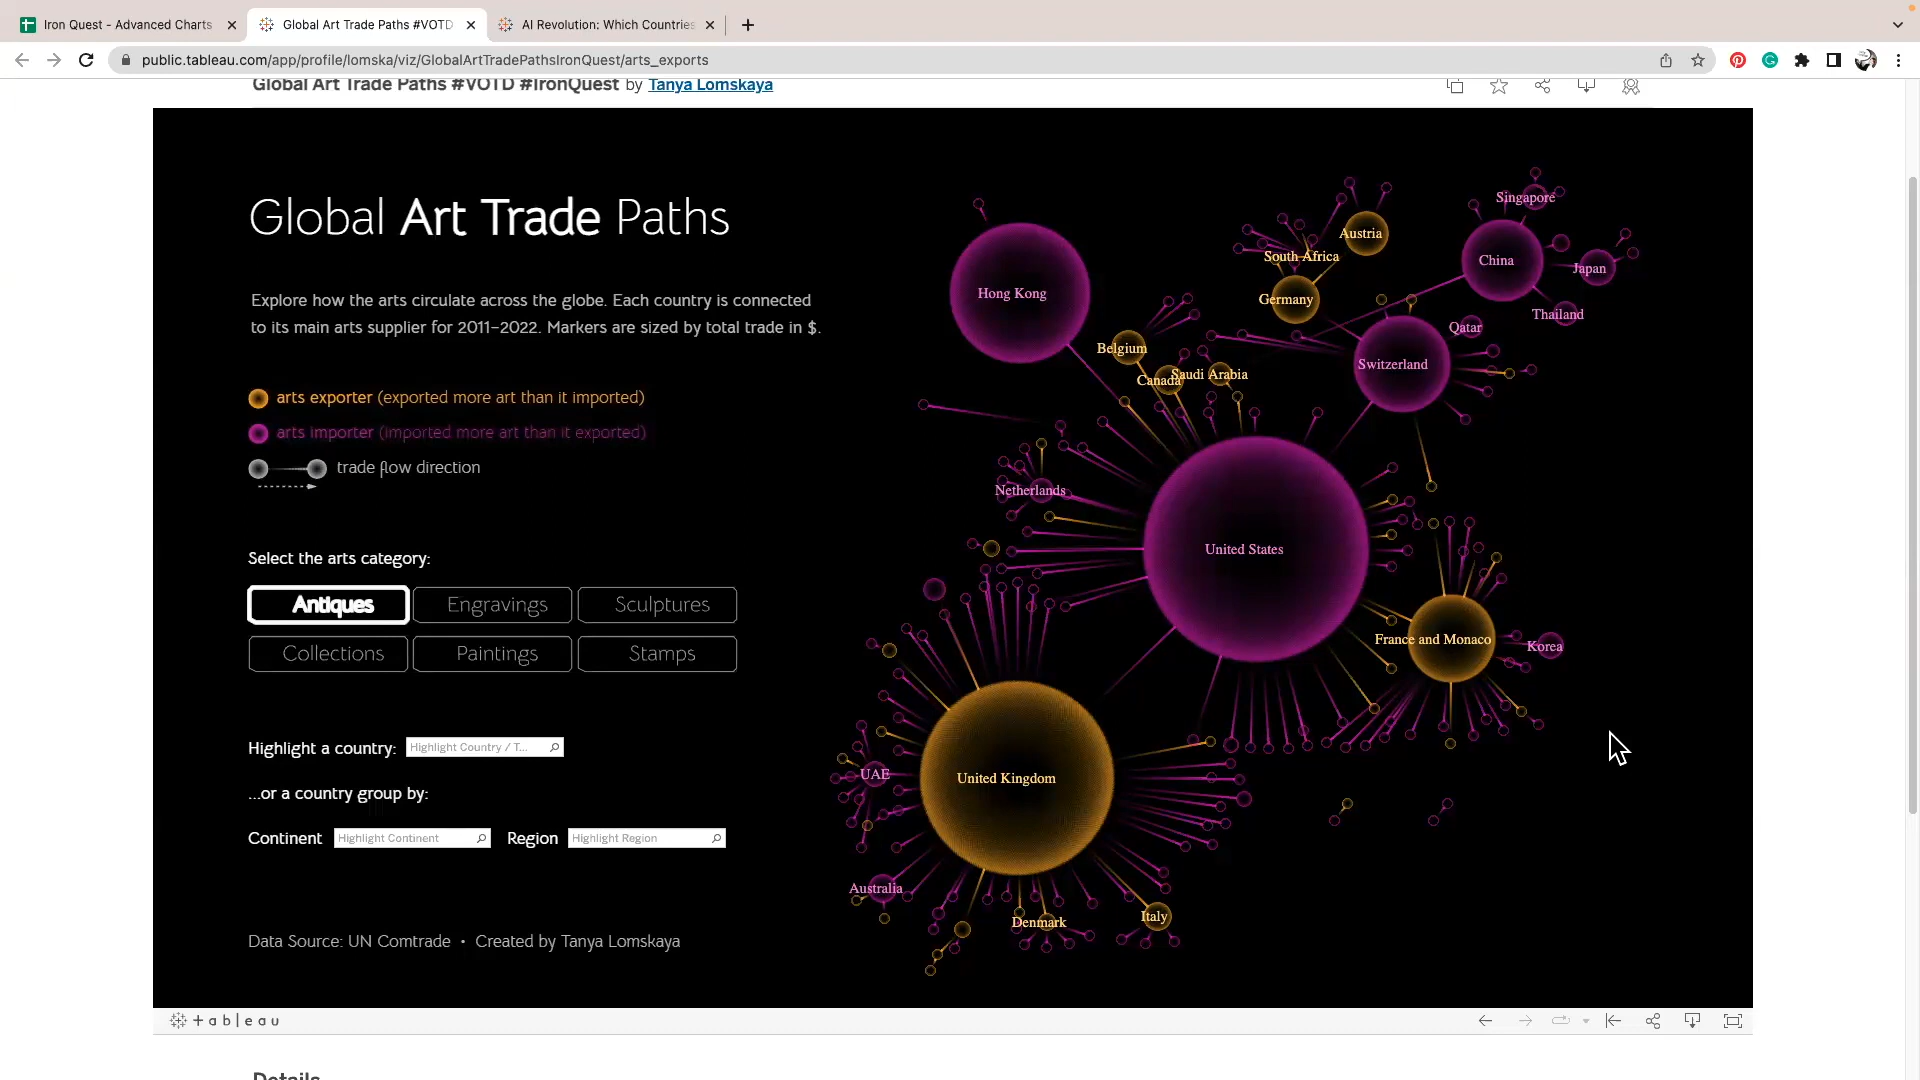 Iron Quest - Advanced Charts
Global Art Trade Paths #VOTD
AI Revolution: Which Countries
public.tableau.com/app/profile/lomska/viz/GlobalArtTradePathsIronQuest/arts_exports
Global Art Trade Paths #VOTD #IronQuest by Tanya Lomskaya
Global Art Trade Paths
Explore how the arts circulate across the globe. Each country is connected
to its main arts supplier for 2011–2022. Markers are sized by total trade in $.
arts exporter (exported more art than it imported)
arts importer (imported more art than it exported)
trade flow direction
Select the arts category:
Antiques Engravings Sculptures
Collections Paintings Stamps
Highlight a country: Highlight Country / T...
...or a country group by:
Continent Highlight Continent Region Highlight Region
Data Source: UN Comtrade • Created by Tanya Lomskaya
Singapore
Austria
South Africa
China
Japan
Hong Kong
Germany
Thailand
Qatar
Belgium
Switzerland
Canada
Saudi Arabia
Netherlands
United States
France and Monaco
Korea
UAE
United Kingdom
Australia
Denmark
Italy
+ableau
Details